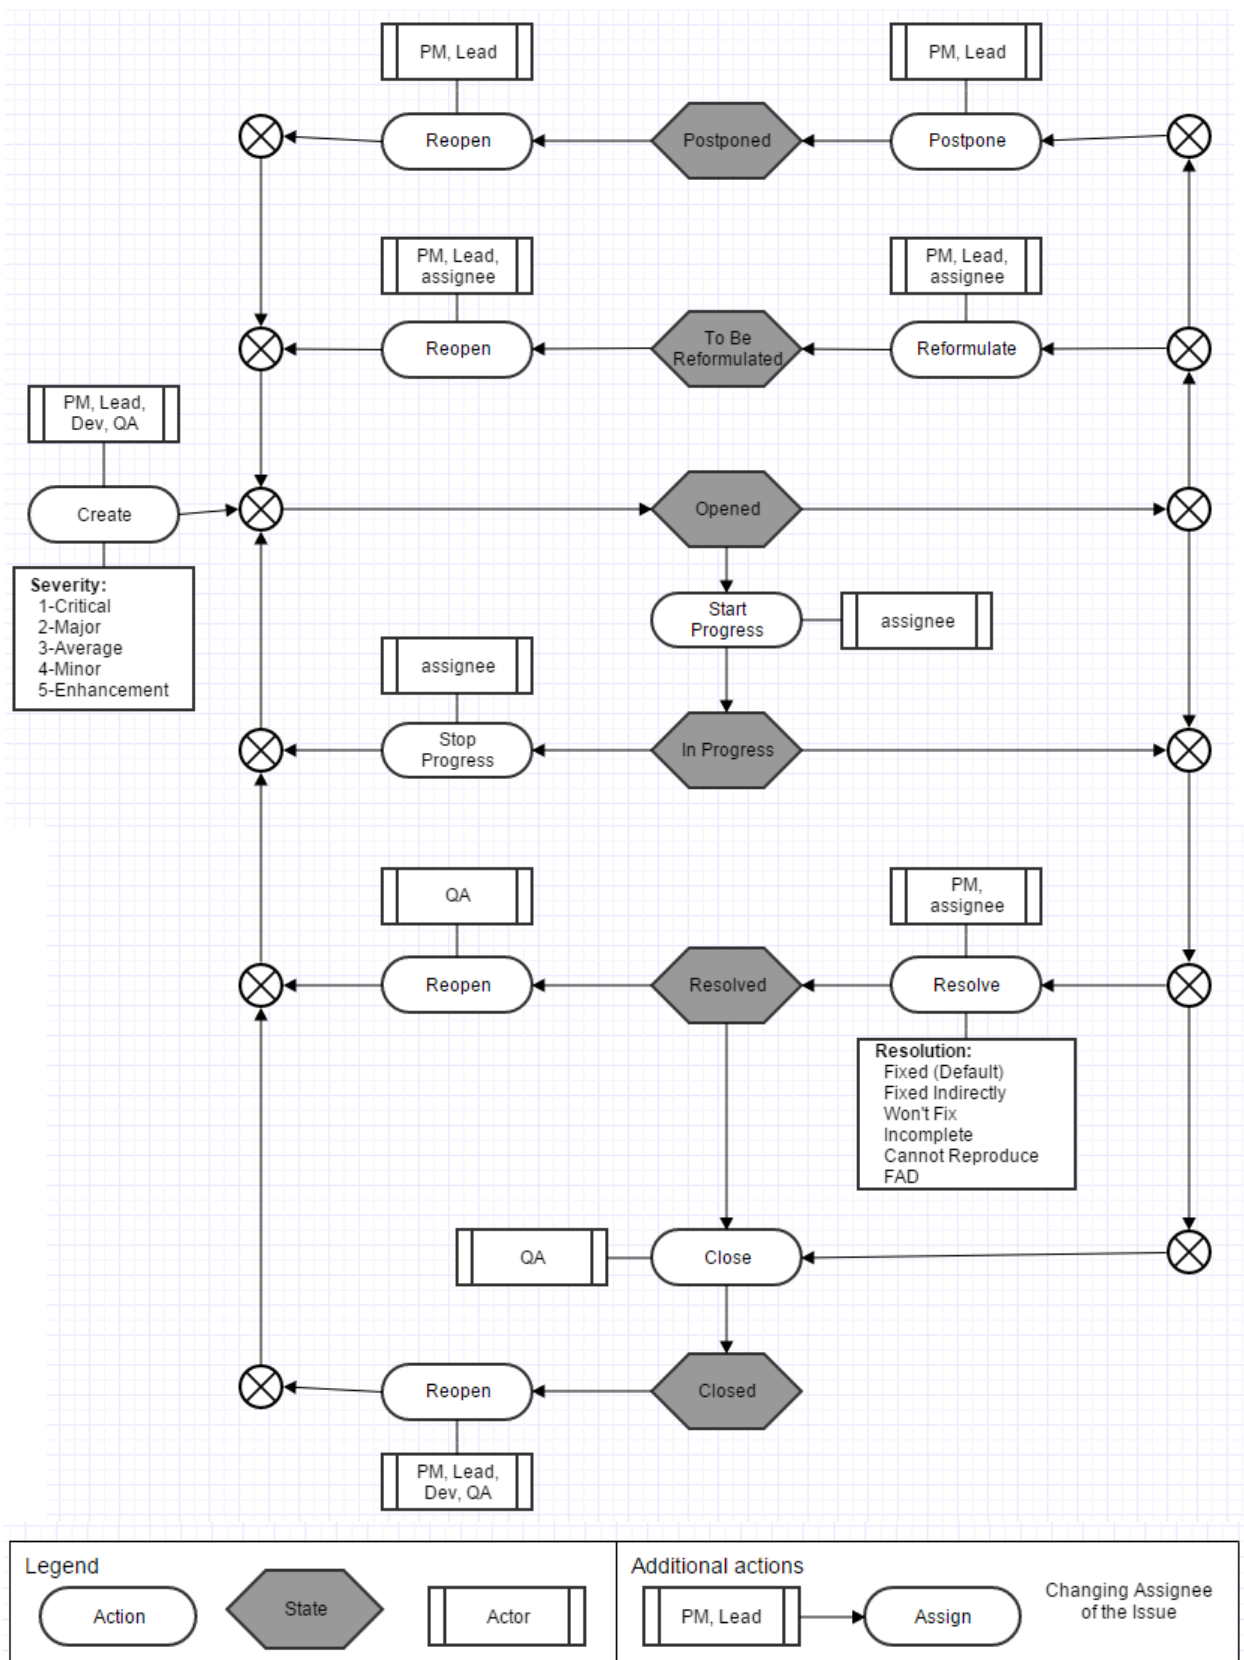 PM, Lead
PM, Lead
Reopen
Postponed
Postpone
PM, Lead,
assignee
PM, Lead,
assignee
Reopen
To Be
Reformulated
Reformulate
PM, Lead,
Dev, QA
Create
Opened
Severity:
1-Critical
2-Major
3-Average
4-Minor
5-Enhancement
Start
Progress
assignee
assignee
Stop
Progress
In Progress
QA
PM,
assignee
Reopen
Resolved
Resolve
Resolution:
Fixed (Default)
Fixed Indirectly
Won't Fix
Incomplete
Cannot Reproduce
FAD
QA
Close
Reopen
Closed
PM, Lead,
Dev, QA
Legend
Action
State
Actor
Additional actions
PM, Lead
Assign
Changing Assignee
of the Issue